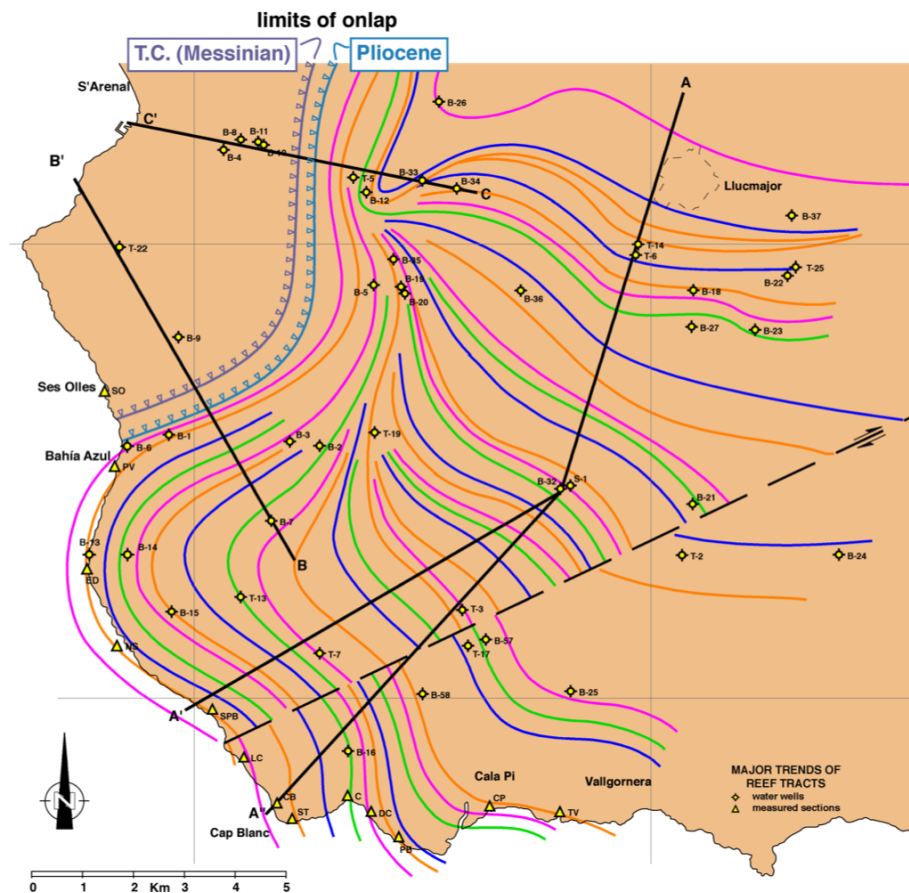 limits of onlap
T.C. (Messinian)
Pliocene
S'Arenal
A
B-26
C'
B-8
B-11
B-10
B-4
B'
T-5
B-33
B-34
B-12
C
Llucmajor
B-37
T-22
T-14
T-6
B-35
T-25
B-22
B-5
B-19
B-20
B-36
B-18
B-9
B-27
B-23
Ses Olles
SO
B-1
B-6
B-3
B-2
T-19
Bahía Azul
PV
B-32
S-1
B-21
B-7
B-13
B-14
B
T-2
B-24
ED
T-13
B-15
T-3
NS
B-57
T-17
T-7
B-58
B-25
A'
SPB
B-16
LC
MAJOR TRENDS OF
REEF TRACTS
water wells
measured sections
Cala Pi
Vallgornera
N
CB
C
CP
A"
ST
DC
TV
Cap Blanc
PB
0 1 2 Km 3 4 5